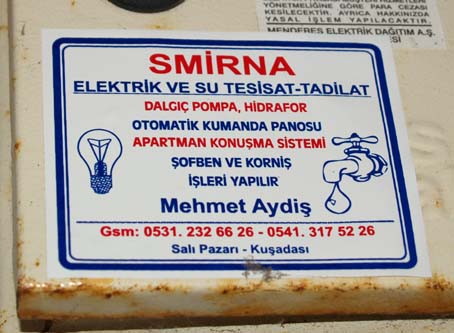 YÖNETMELİĞİNE GÖRE PARA CEZASI
KESİLECEKTİR. AYRICA HAKKINIZDA
YASAL İŞLEM YAPILACAKTIR.
MENDERES ELEKTRİK DAĞITIM A.Ş.
SMİRNA
ELEKTRİK VE SU TESİSAT-TADİLAT
DALGIÇ POMPA, HİDRAFOR
OTOMATİK KUMANDA PANOSU
APARTMAN KONUŞMA SİSTEMİ
ŞOFBEN VE KORNİŞ
İŞLERİ YAPILIR
Mehmet Aydiş
Gsm: 0531. 232 66 26 - 0541. 317 52 26
Salı Pazarı - Kuşadası